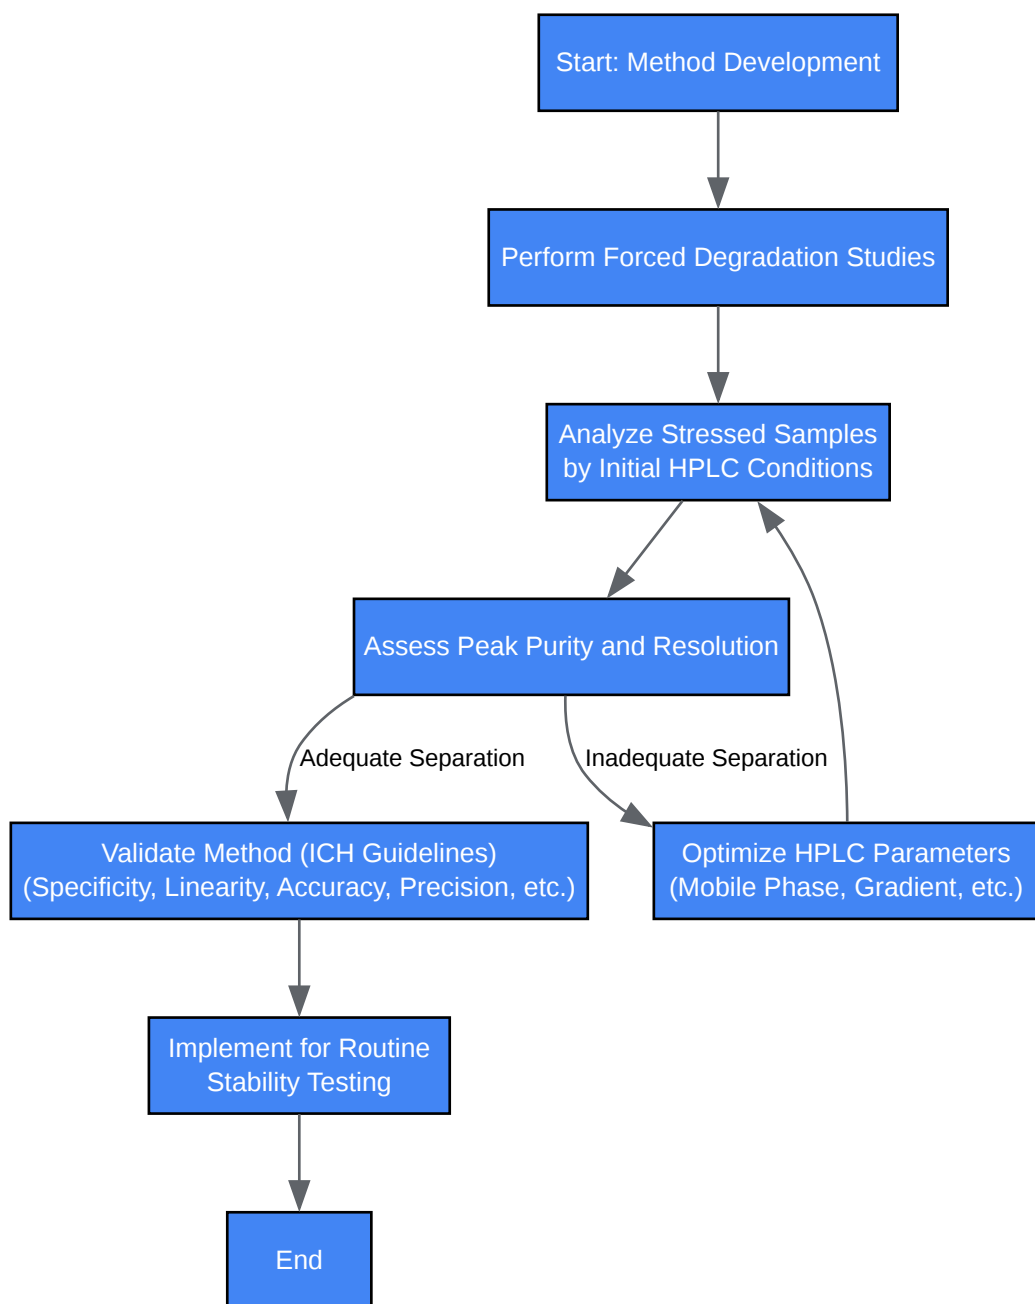 Start: Method Development
Perform Forced Degradation Studies
Analyze Stressed Samples
by Initial HPLC Conditions
Assess Peak Purity and Resolution
Adequate Separation
Inadequate Separation
Validate Method (ICH Guidelines)
(Specificity, Linearity, Accuracy, Precision, etc.)
Optimize HPLC Parameters
(Mobile Phase, Gradient, etc.)
Implement for Routine
Stability Testing
End